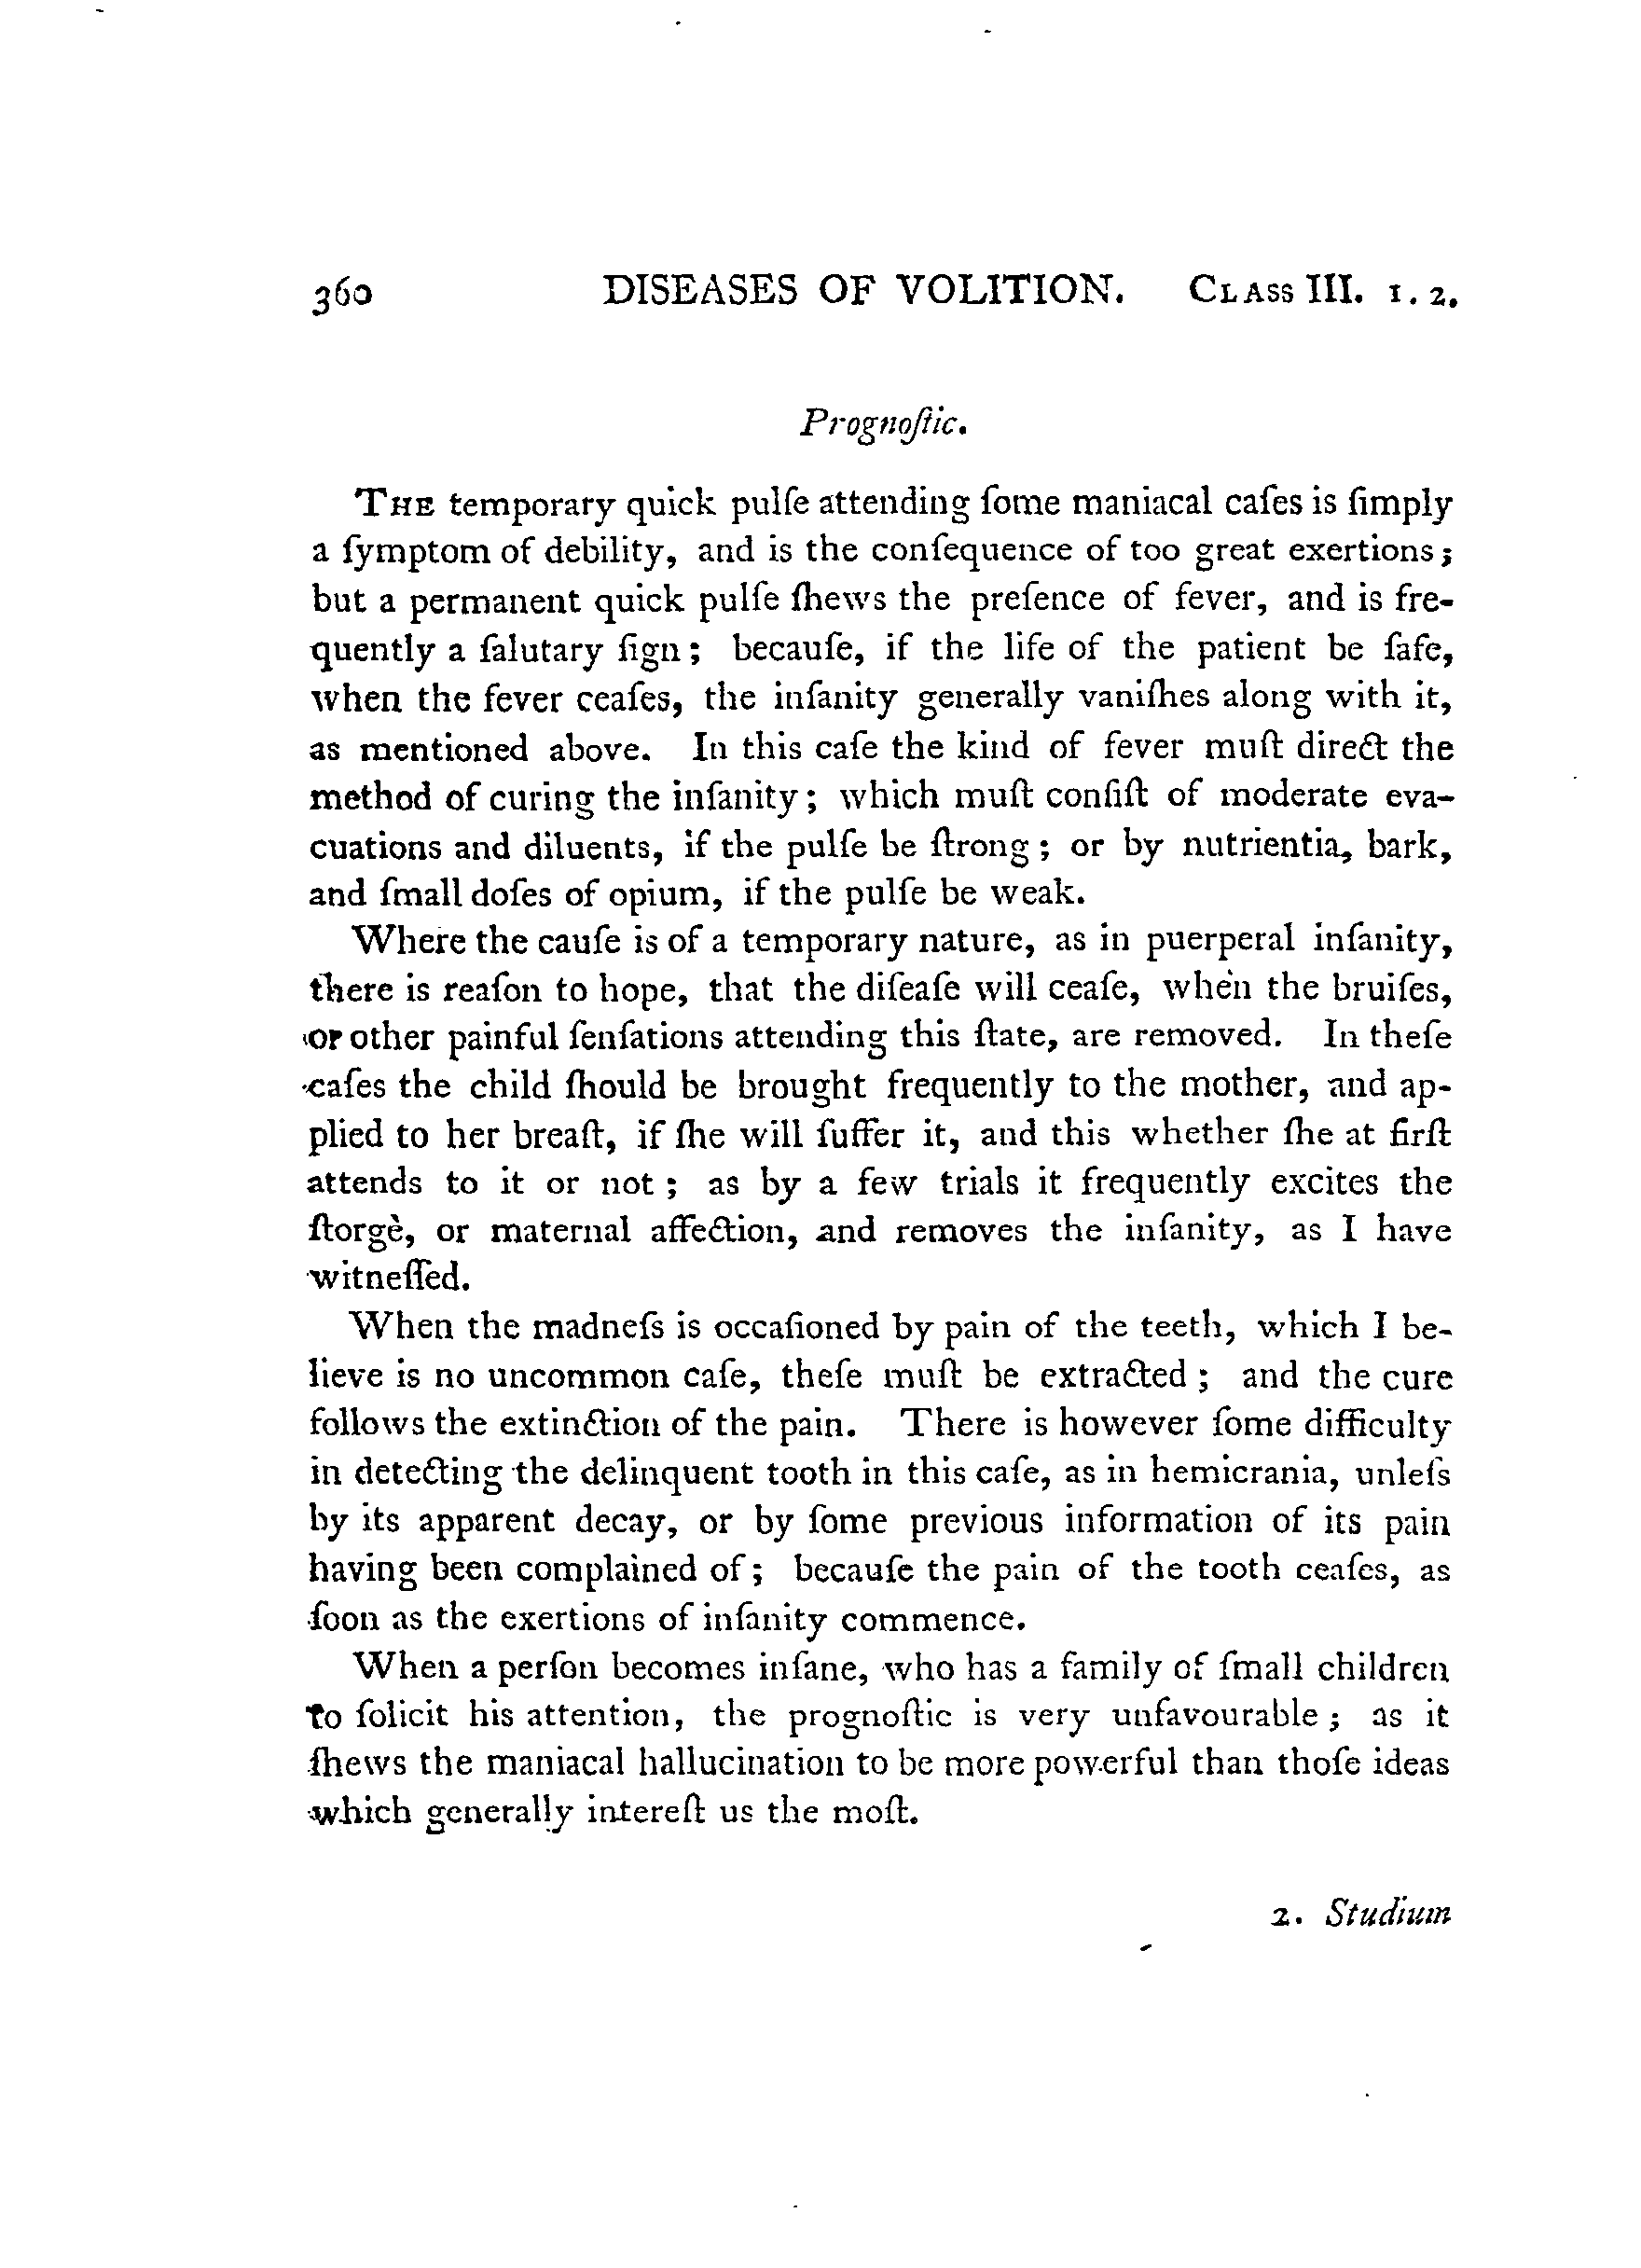 360 DISEASES OF VOLITION. CLASS III. 1. 2.
Prognoſtic.
THE temporary quick pulſe attending ſome maniacal caſes is ſimply
a ſymptom of debility, and is the conſequence of too great exertions;
but a permanent quick pulſe ſhews the preſence of fever, and is fre-
quently a ſalutary ſign; becauſe, if the life of the patient be ſafe,
when the fever ceaſes, the inſanity generally vaniſhes along with it,
as mentioned above. In this caſe the kind of fever muſt direct the
method of curing the inſanity; which muſt conſiſt of moderate eva-
cuations and diluents, if the pulſe be ſtrong; or by nutrientia, bark,
and ſmall doſes of opium, if the pulſe be weak.
Where the cauſe is of a temporary nature, as in puerperal inſanity,
there is reaſon to hope, that the diſeaſe will ceaſe, when the bruiſes,
or other painful ſenſations attending this ſtate, are removed. In theſe
caſes the child ſhould be brought frequently to the mother, and ap-
plied to her breaſt, if ſhe will ſuffer it, and this whether ſhe at firſt
attends to it or not; as by a few trials it frequently excites the
ſtorgè, or maternal affection, and removes the inſanity, as I have
witneſſed.
When the madneſs is occaſioned by pain of the teeth, which I be-
lieve is no uncommon caſe, theſe muſt be extracted; and the cure
follows the extinction of the pain. There is however ſome difficulty
in detecting the delinquent tooth in this caſe, as in hemicrania, unleſs
by its apparent decay, or by ſome previous information of its pain
having been complained of; becauſe the pain of the tooth ceaſes, as
ſoon as the exertions of inſanity commence.
When a perſon becomes inſane, who has a family of ſmall children
to ſolicit his attention, the prognoſtic is very unfavourable; as it
ſhews the maniacal hallucination to be more powerful than thoſe ideas
which generally intereſt us the moſt.
2. Studium